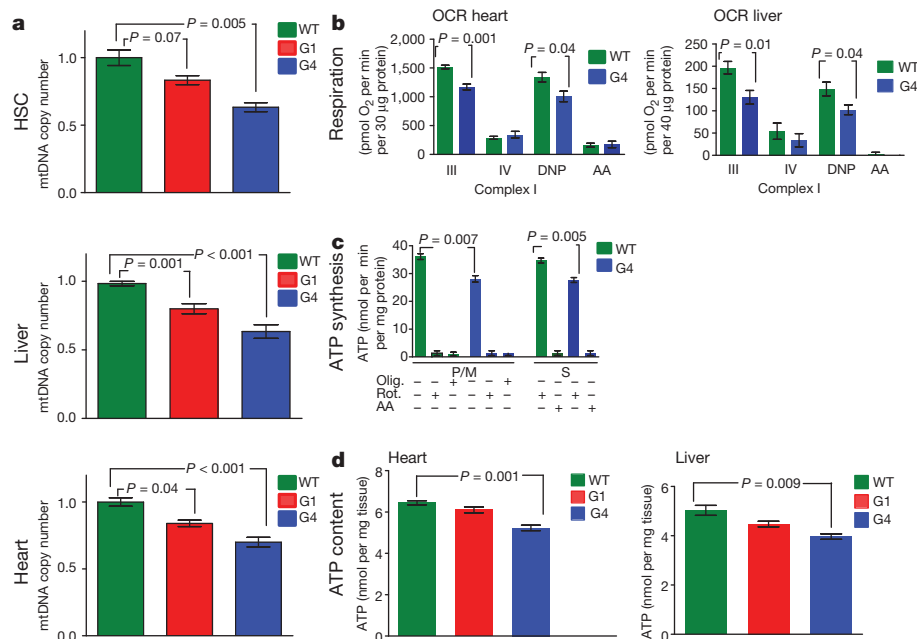 a
HSC
mtDNA copy number
1.0
0.5
0.0
P = 0.005
P = 0.07
WT
G1
G4
Liver
mtDNA copy number
1.0
0.5
0.0
P < 0.001
P = 0.001
WT
G1
G4
Heart
mtDNA copy number
1.0
0.5
0.0
P < 0.001
P = 0.04
WT
G1
G4
b
Respiration
OCR heart
(pmol O2 per min
per 30 μg protein)
2,000
1,500
1,000
500
0
P = 0.001
P = 0.04
WT
G4
III IV DNP AA
Complex I
OCR liver
(pmol O2 per min
per 40 μg protein)
250
200
150
100
50
0
P = 0.01
P = 0.04
WT
G4
III IV DNP AA
Complex I
c
ATP synthesis
ATP (nmol per min
per mg protein)
40
30
20
10
0
P = 0.007
P = 0.005
WT
G4
P/M S
Olig. – – + – – + – – – –
Rot. – + – – + – + – + –
AA – – – – – – – + – +
d
ATP content
Heart
ATP (nmol per mg tissue)
8
6
4
2
0
P = 0.001
WT
G1
G4
Liver
ATP (nmol per mg tissue)
6
4
2
0
P = 0.009
WT
G1
G4